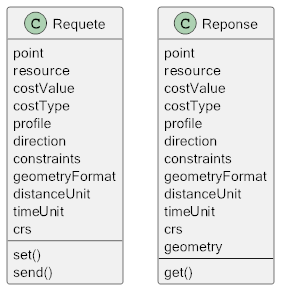 C Requete
point
resource
costValue
costType
profile
direction
constraints
geometryFormat
distanceUnit
timeUnit
crs
set()
send()
C Reponse
point
resource
costValue
costType
profile
direction
constraints
geometryFormat
distanceUnit
timeUnit
crs
geometry
get()